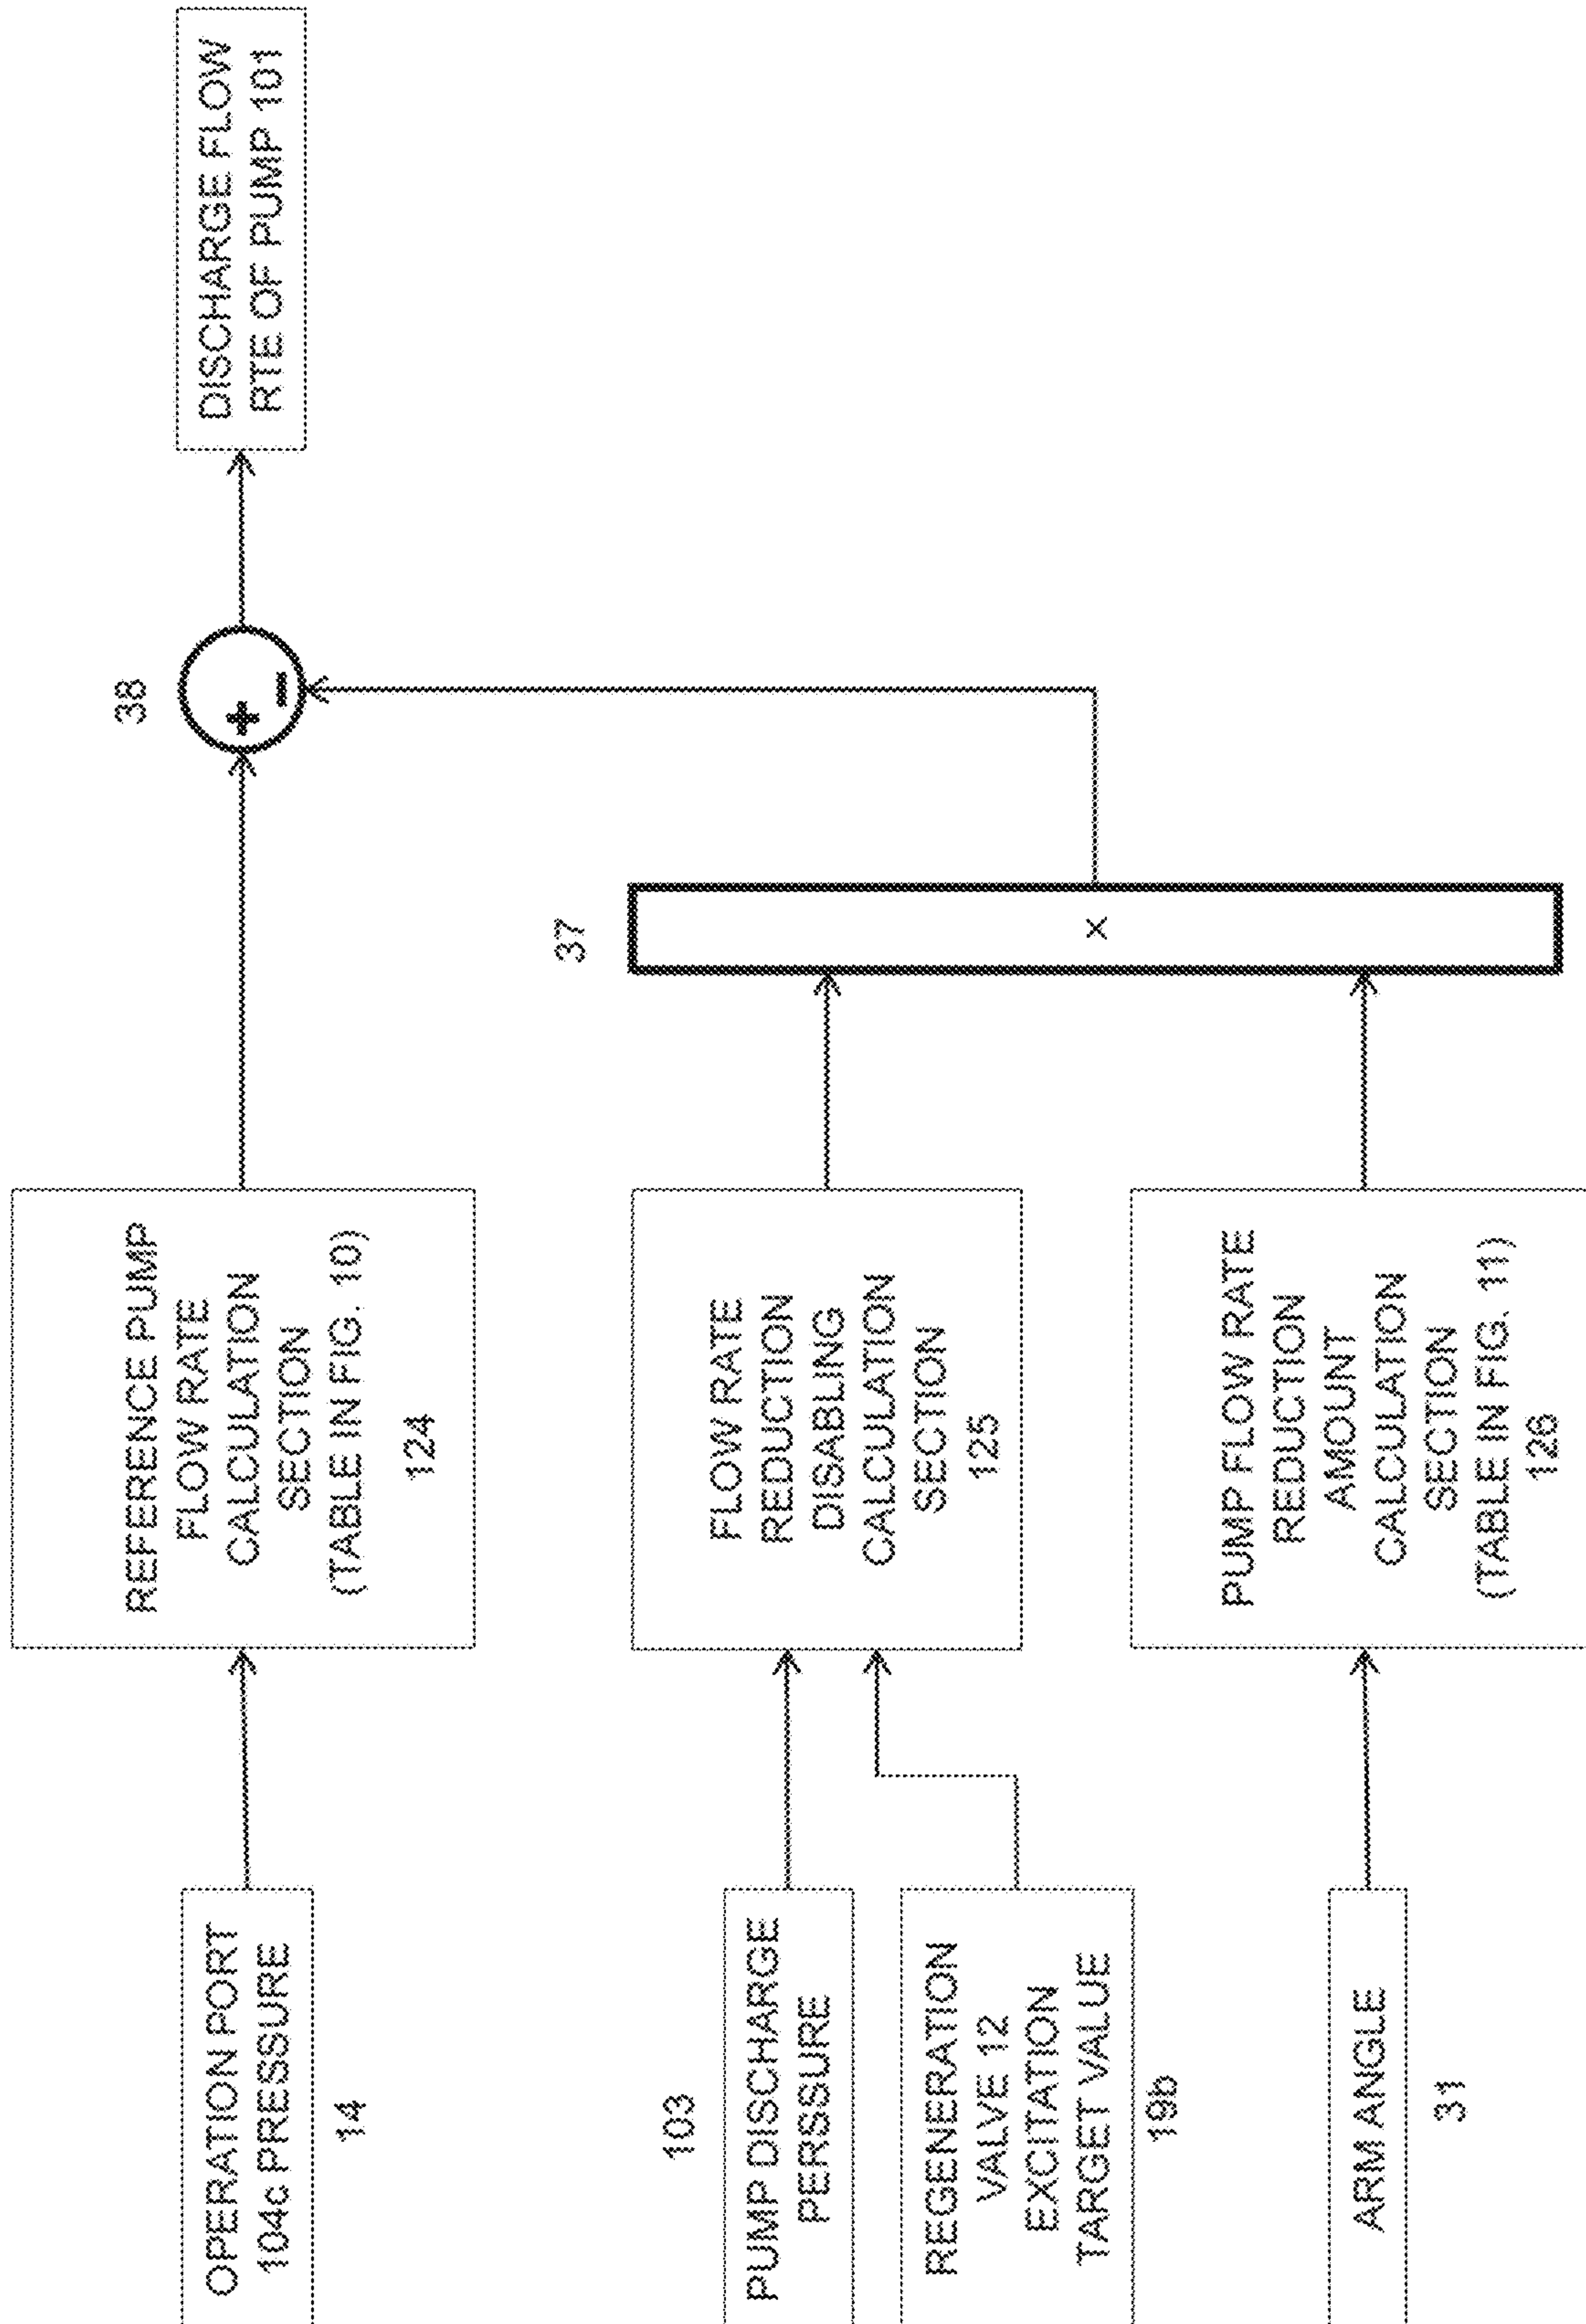 OPERATION PORT
104c PRESSURE
14
REFERENCE PUMP
FLOW RATE
CALCULATION
SECTION
(TABLE IN FIG. 10)
124
38
+
−
DISCHARGE FLOW
RTE OF PUMP 101
103
PUMP DISCHARGE
PERSSURE
REGENERATION
VALVE 12
EXCITATION
TARGET VALUE
19b
FLOW RATE
REDUCTION
DISABLING
CALCULATION
SECTION
125
37
×
ARM ANGLE
31
PUMP FLOW RATE
REDUCTION
AMOUNT
CALCULATION
SECTION
(TABLE IN FIG. 11)
126